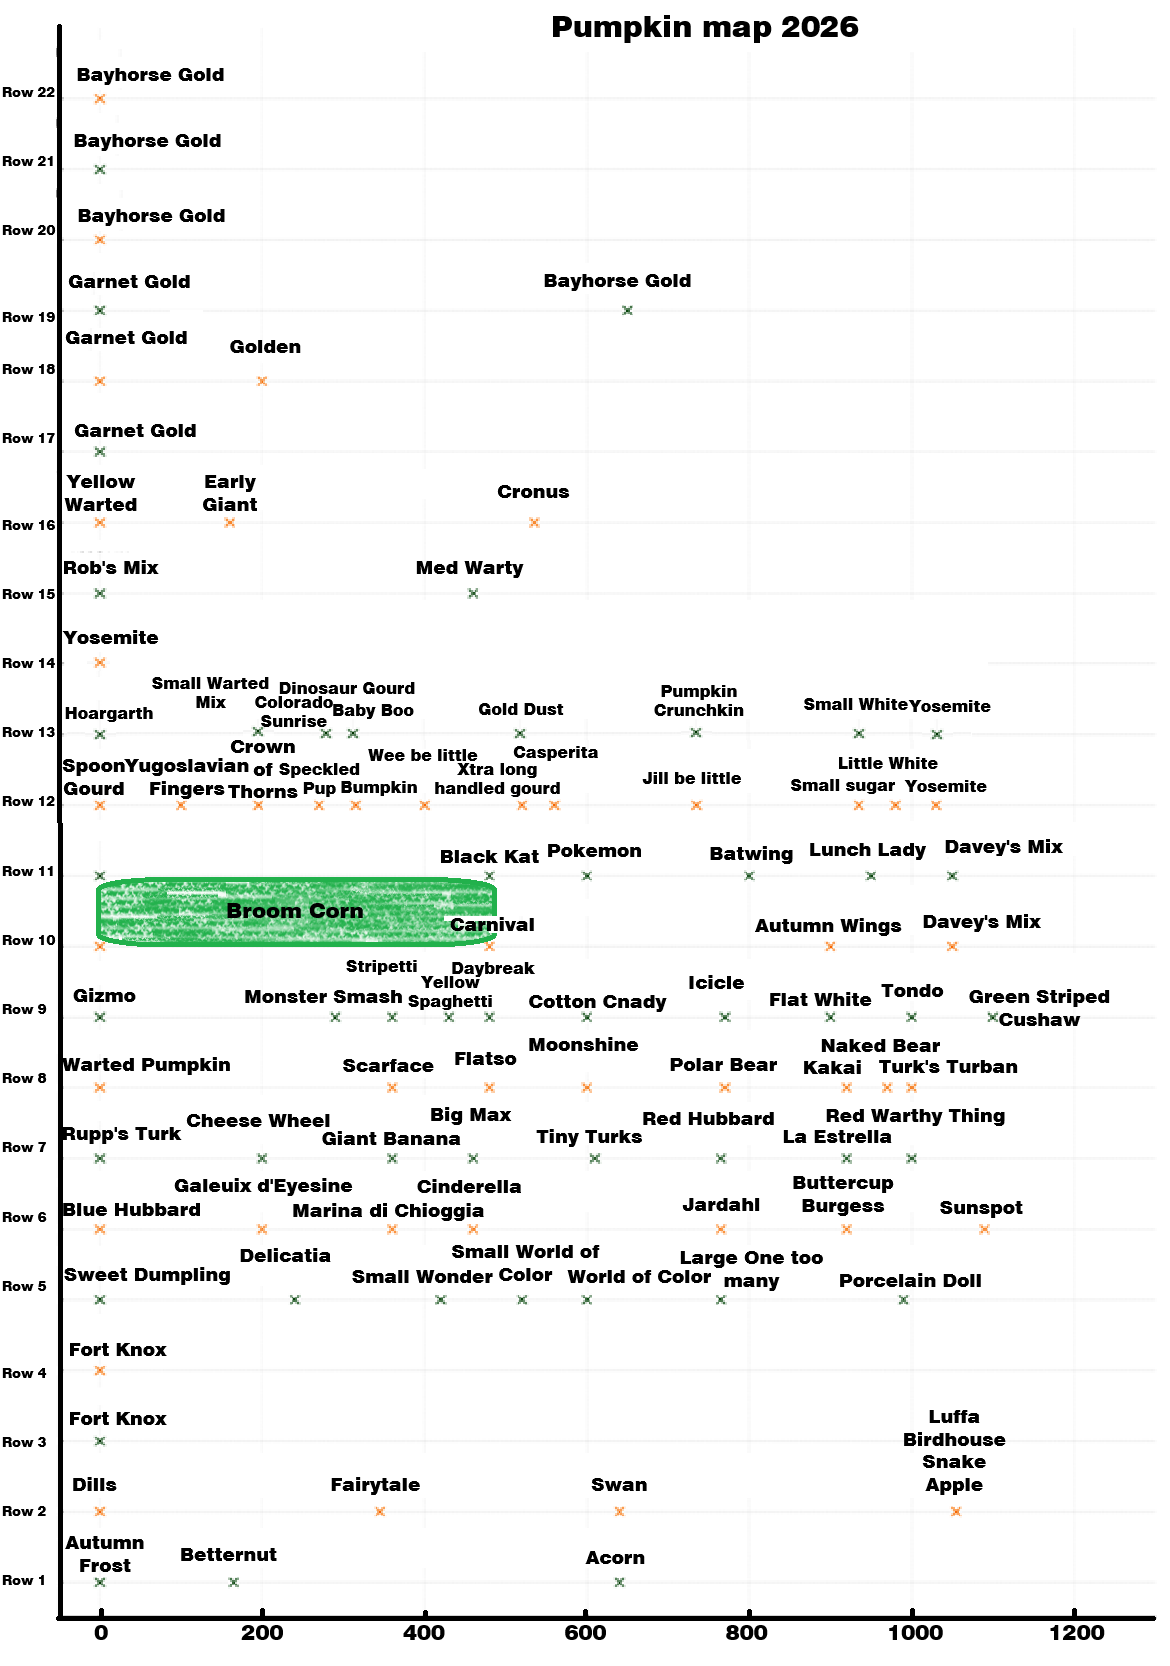 Pumpkin map 2026
Bayhorse Gold
Row 22
Bayhorse Gold
Row 21
Bayhorse Gold
Row 20
Garnet Gold
Bayhorse Gold
Row 19
Garnet Gold
Golden
Row 18
Garnet Gold
Row 17
Yellow
Warted
Early
Giant
Cronus
Row 16
Rob's Mix
Med Warty
Row 15
Yosemite
Row 14
Hoargarth
Small Warted
Mix
Colorado
Sunrise
Dinosaur Gourd
Baby Boo
Gold Dust
Pumpkin
Crunchkin
Small White
Yosemite
Row 13
Spoon
Gourd
Yugoslavian
Fingers
Crown
of
Thorns
Speckled
Pup
Bumpkin
Wee be little
Xtra long
handled gourd
Casperita
Jill be little
Small sugar
Little White
Yosemite
Row 12
Black Kat
Pokemon
Batwing
Lunch Lady
Davey's Mix
Row 11
Broom Corn
Carnival
Autumn Wings
Davey's Mix
Row 10
Gizmo
Monster Smash
Stripetti
Yellow
Spaghetti
Daybreak
Cotton Cnady
Icicle
Flat White
Tondo
Green Striped
Cushaw
Row 9
Warted Pumpkin
Scarface
Flatso
Moonshine
Polar Bear
Kakai
Naked Bear
Turk's Turban
Row 8
Rupp's Turk
Cheese Wheel
Giant Banana
Big Max
Tiny Turks
Red Hubbard
La Estrella
Red Warthy Thing
Row 7
Blue Hubbard
Galeuix d'Eyesine
Marina di Chioggia
Cinderella
Jardahl
Buttercup
Burgess
Sunspot
Row 6
Sweet Dumpling
Delicatia
Small Wonder
Small World of
Color
World of Color
Large One too
many
Porcelain Doll
Row 5
Fort Knox
Row 4
Fort Knox
Row 3
Dills
Fairytale
Swan
Luffa
Birdhouse
Snake
Apple
Row 2
Autumn
Frost
Betternut
Acorn
Row 1
0 200 400 600 800 1000 1200